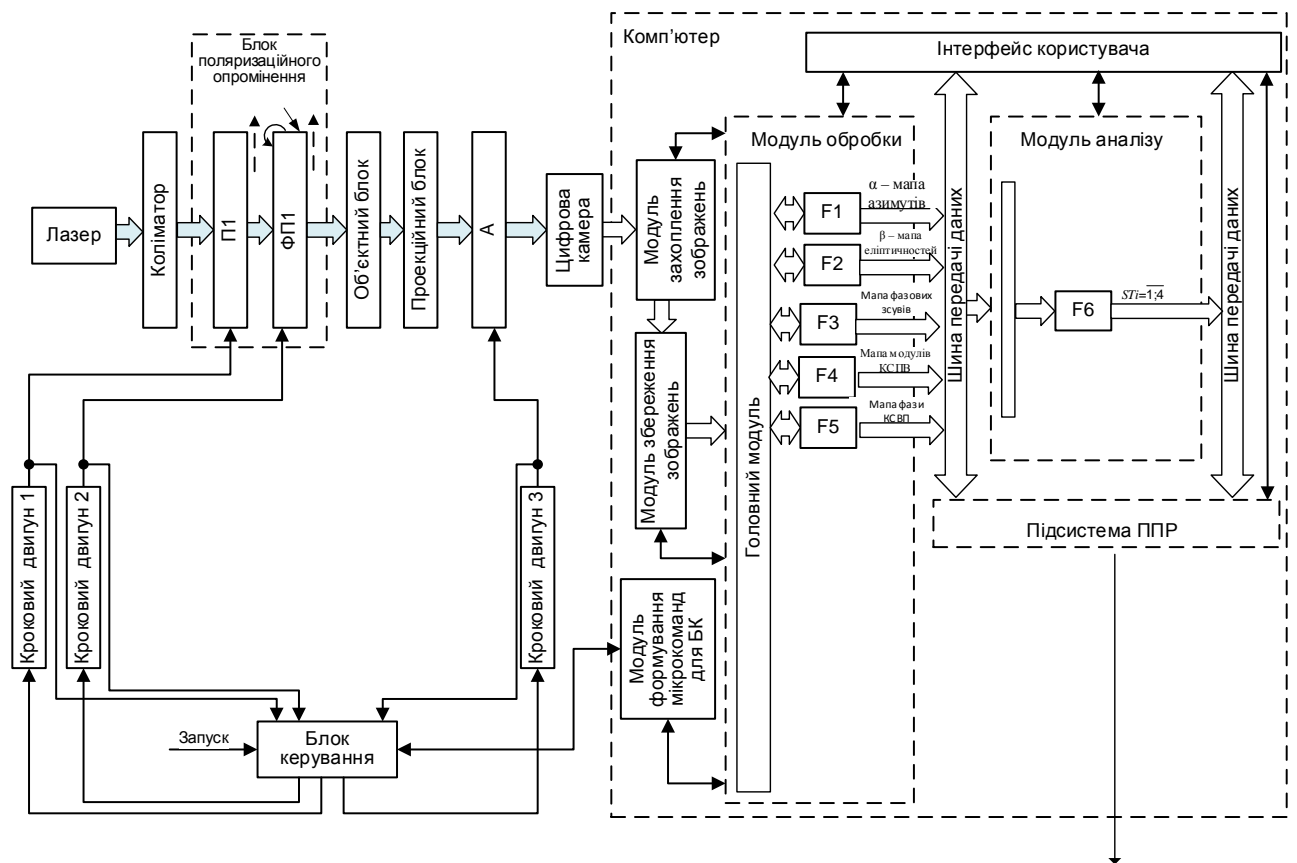 Блок
поляризаційного
опромінення
Лазер
Коліматор
П1
ФП1
Об'єктний блок
Проекційний блок
А
Цифрова
камера
Кроковий двигун 1
Кроковий двигун 2
Кроковий двигун 3
Запуск
Блок
керування
Комп'ютер
Інтерфейс користувача
Модуль
захоплення
зображень
Модуль збереження
зображень
Модуль
формування
мікрокоманд
для БК
Модуль обробки
Головний модуль
F1
α – мапа
азимутів
F2
β – мапа
еліптичностей
F3
Мапа фазових
зсувів
F4
Мапа модулів
КСПВ
F5
Мапа фази
КСВП
Шина передачі даних
Модуль аналізу
F6
STi=1;4
Шина передачі даних
Підсистема ППР